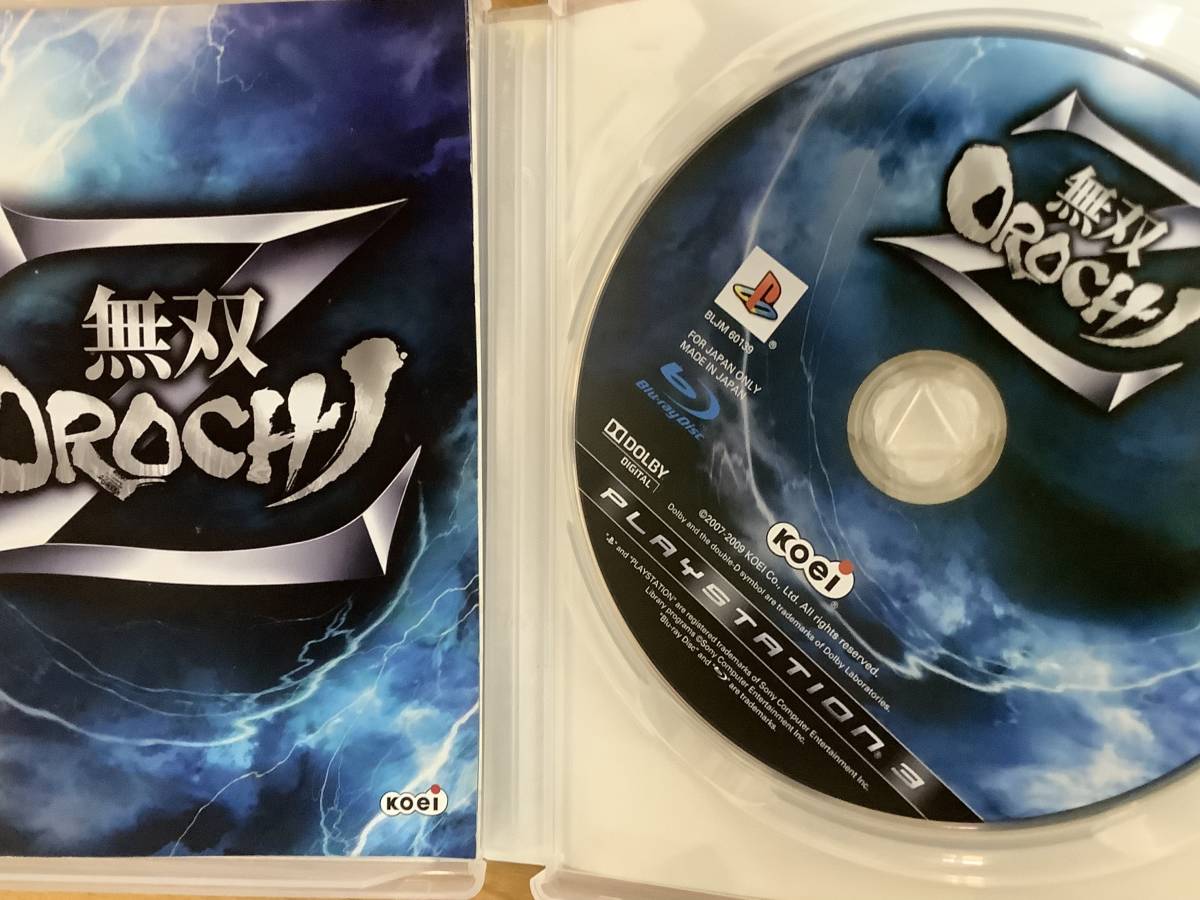 無双
OROCHI
Koei
無双
OROCHI
Z
BLJM 60139
FOR JAPAN ONLY
MADE IN JAPAN
Blu-ray Disc
DOLBY
DIGITAL
Koei
PLAYSTATION 3
©2007-2009 KOEI Co., Ltd. All rights reserved.
Dolby and the double-D symbol are trademarks of Dolby Laboratories.
" " and "PLAYSTATION" are registered trademarks of Sony Computer Entertainment Inc.
Library programs ©Sony Computer Entertainment Inc.
"Blu-ray Disc" and " " are trademarks.